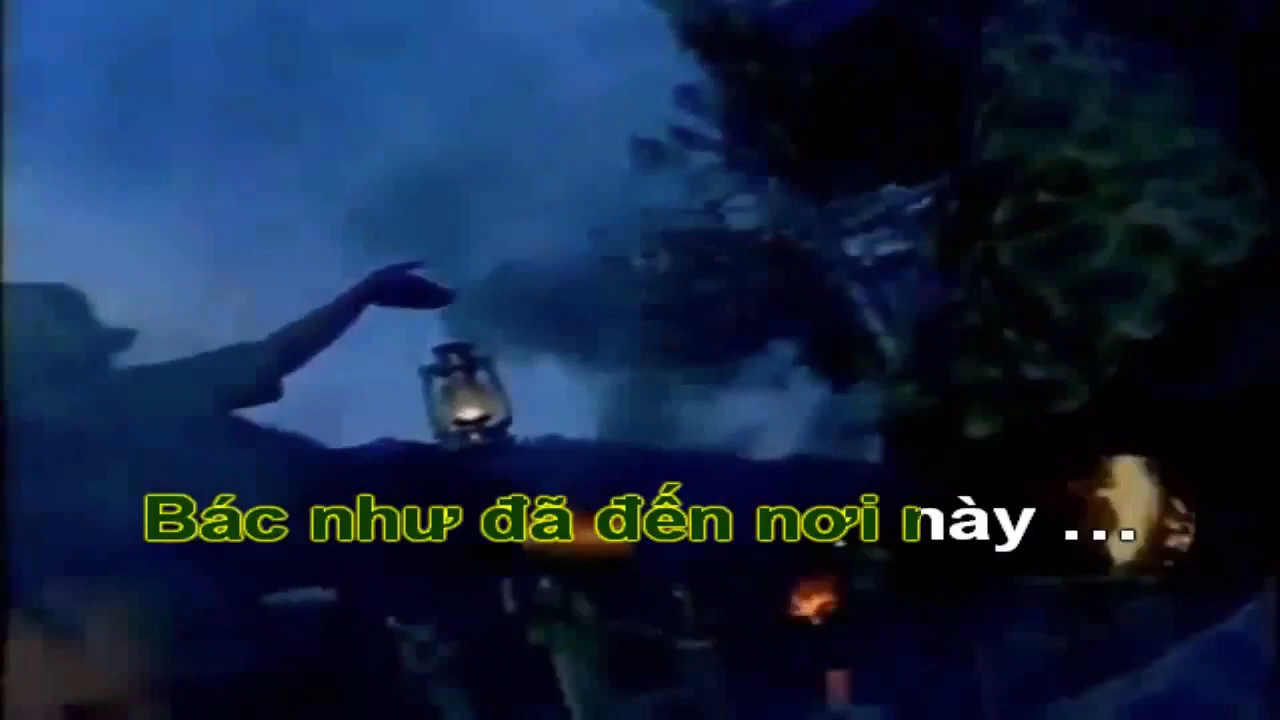 Bác như đã đến nơi này ...